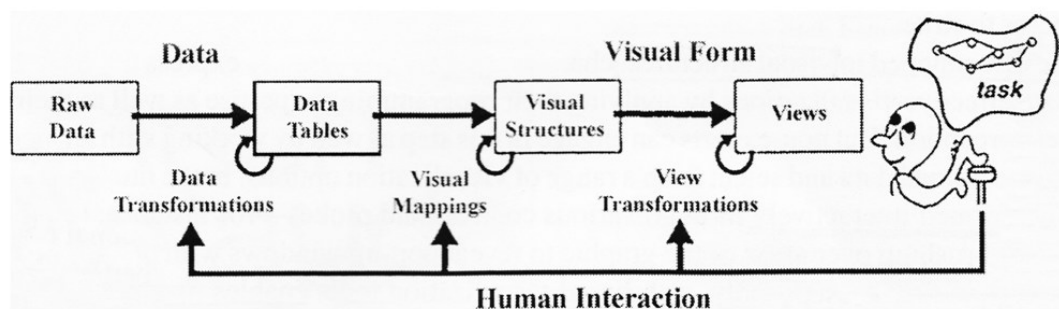 Data
Visual Form
task
Raw
Data
Data
Tables
Visual
Structures
Views
Data
Transformations
Visual
Mappings
View
Transformations
Human Interaction